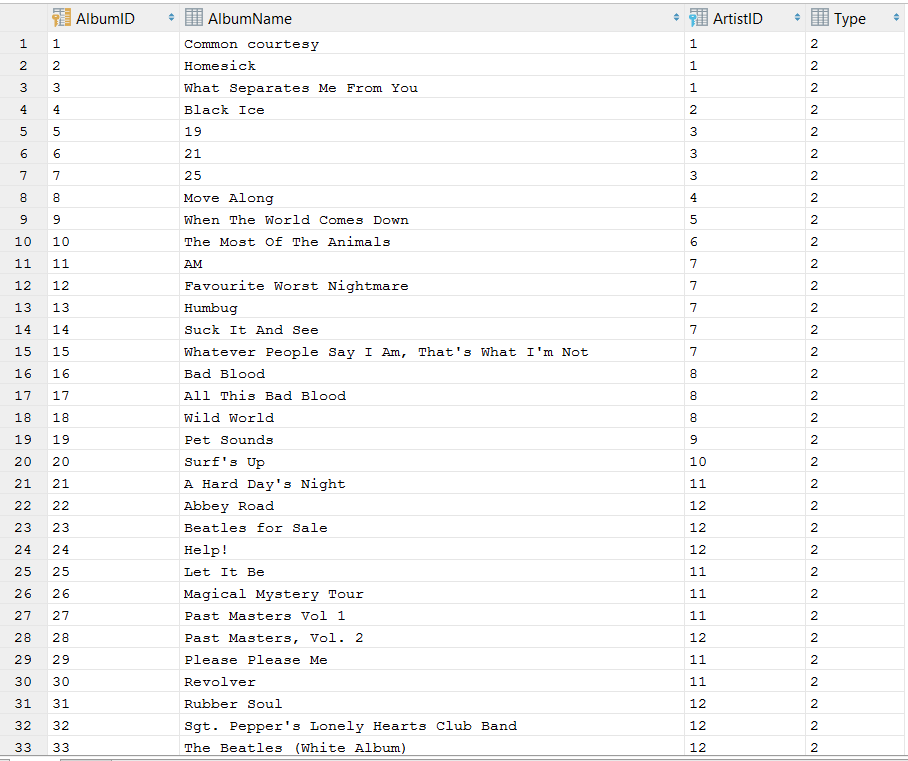 AlbumID AlbumName ArtistID Type
1 1 Common courtesy 1 2
2 2 Homesick 1 2
3 3 What Separates Me From You 1 2
4 4 Black Ice 2 2
5 5 19 3 2
6 6 21 3 2
7 7 25 3 2
8 8 Move Along 4 2
9 9 When The World Comes Down 5 2
10 10 The Most Of The Animals 6 2
11 11 AM 7 2
12 12 Favourite Worst Nightmare 7 2
13 13 Humbug 7 2
14 14 Suck It And See 7 2
15 15 Whatever People Say I Am, That's What I'm Not 7 2
16 16 Bad Blood 8 2
17 17 All This Bad Blood 8 2
18 18 Wild World 8 2
19 19 Pet Sounds 9 2
20 20 Surf's Up 10 2
21 21 A Hard Day's Night 11 2
22 22 Abbey Road 12 2
23 23 Beatles for Sale 12 2
24 24 Help! 12 2
25 25 Let It Be 11 2
26 26 Magical Mystery Tour 11 2
27 27 Past Masters Vol 1 11 2
28 28 Past Masters, Vol. 2 12 2
29 29 Please Please Me 11 2
30 30 Revolver 11 2
31 31 Rubber Soul 12 2
32 32 Sgt. Pepper's Lonely Hearts Club Band 12 2
33 33 The Beatles (White Album) 12 2